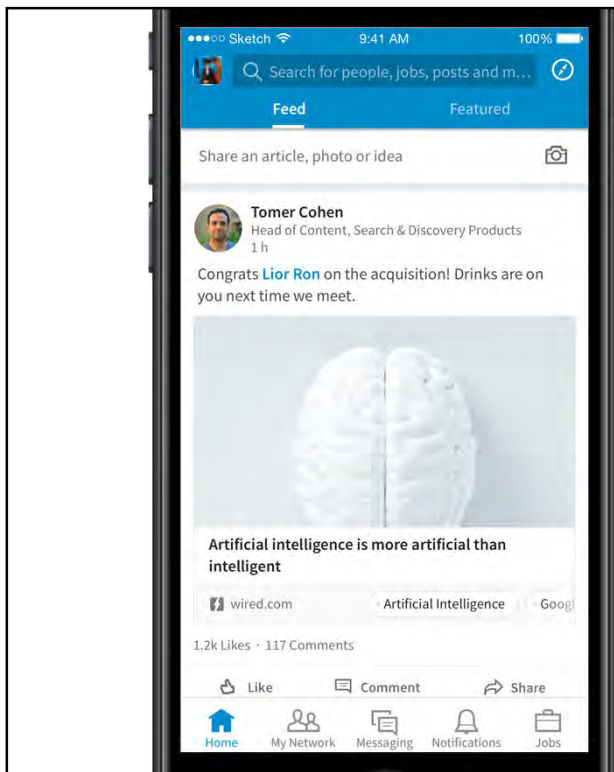 Sketch 9:41 AM 100%
Search for people, jobs, posts and m...
Feed Featured
Share an article, photo or idea
Tomer Cohen
Head of Content, Search & Discovery Products
1 h
Congrats Lior Ron on the acquisition! Drinks are on
you next time we meet.
Artificial intelligence is more artificial than
intelligent
wired.com Artificial Intelligence Googl
1.2k Likes · 117 Comments
Like Comment Share
Home My Network Messaging Notifications Jobs